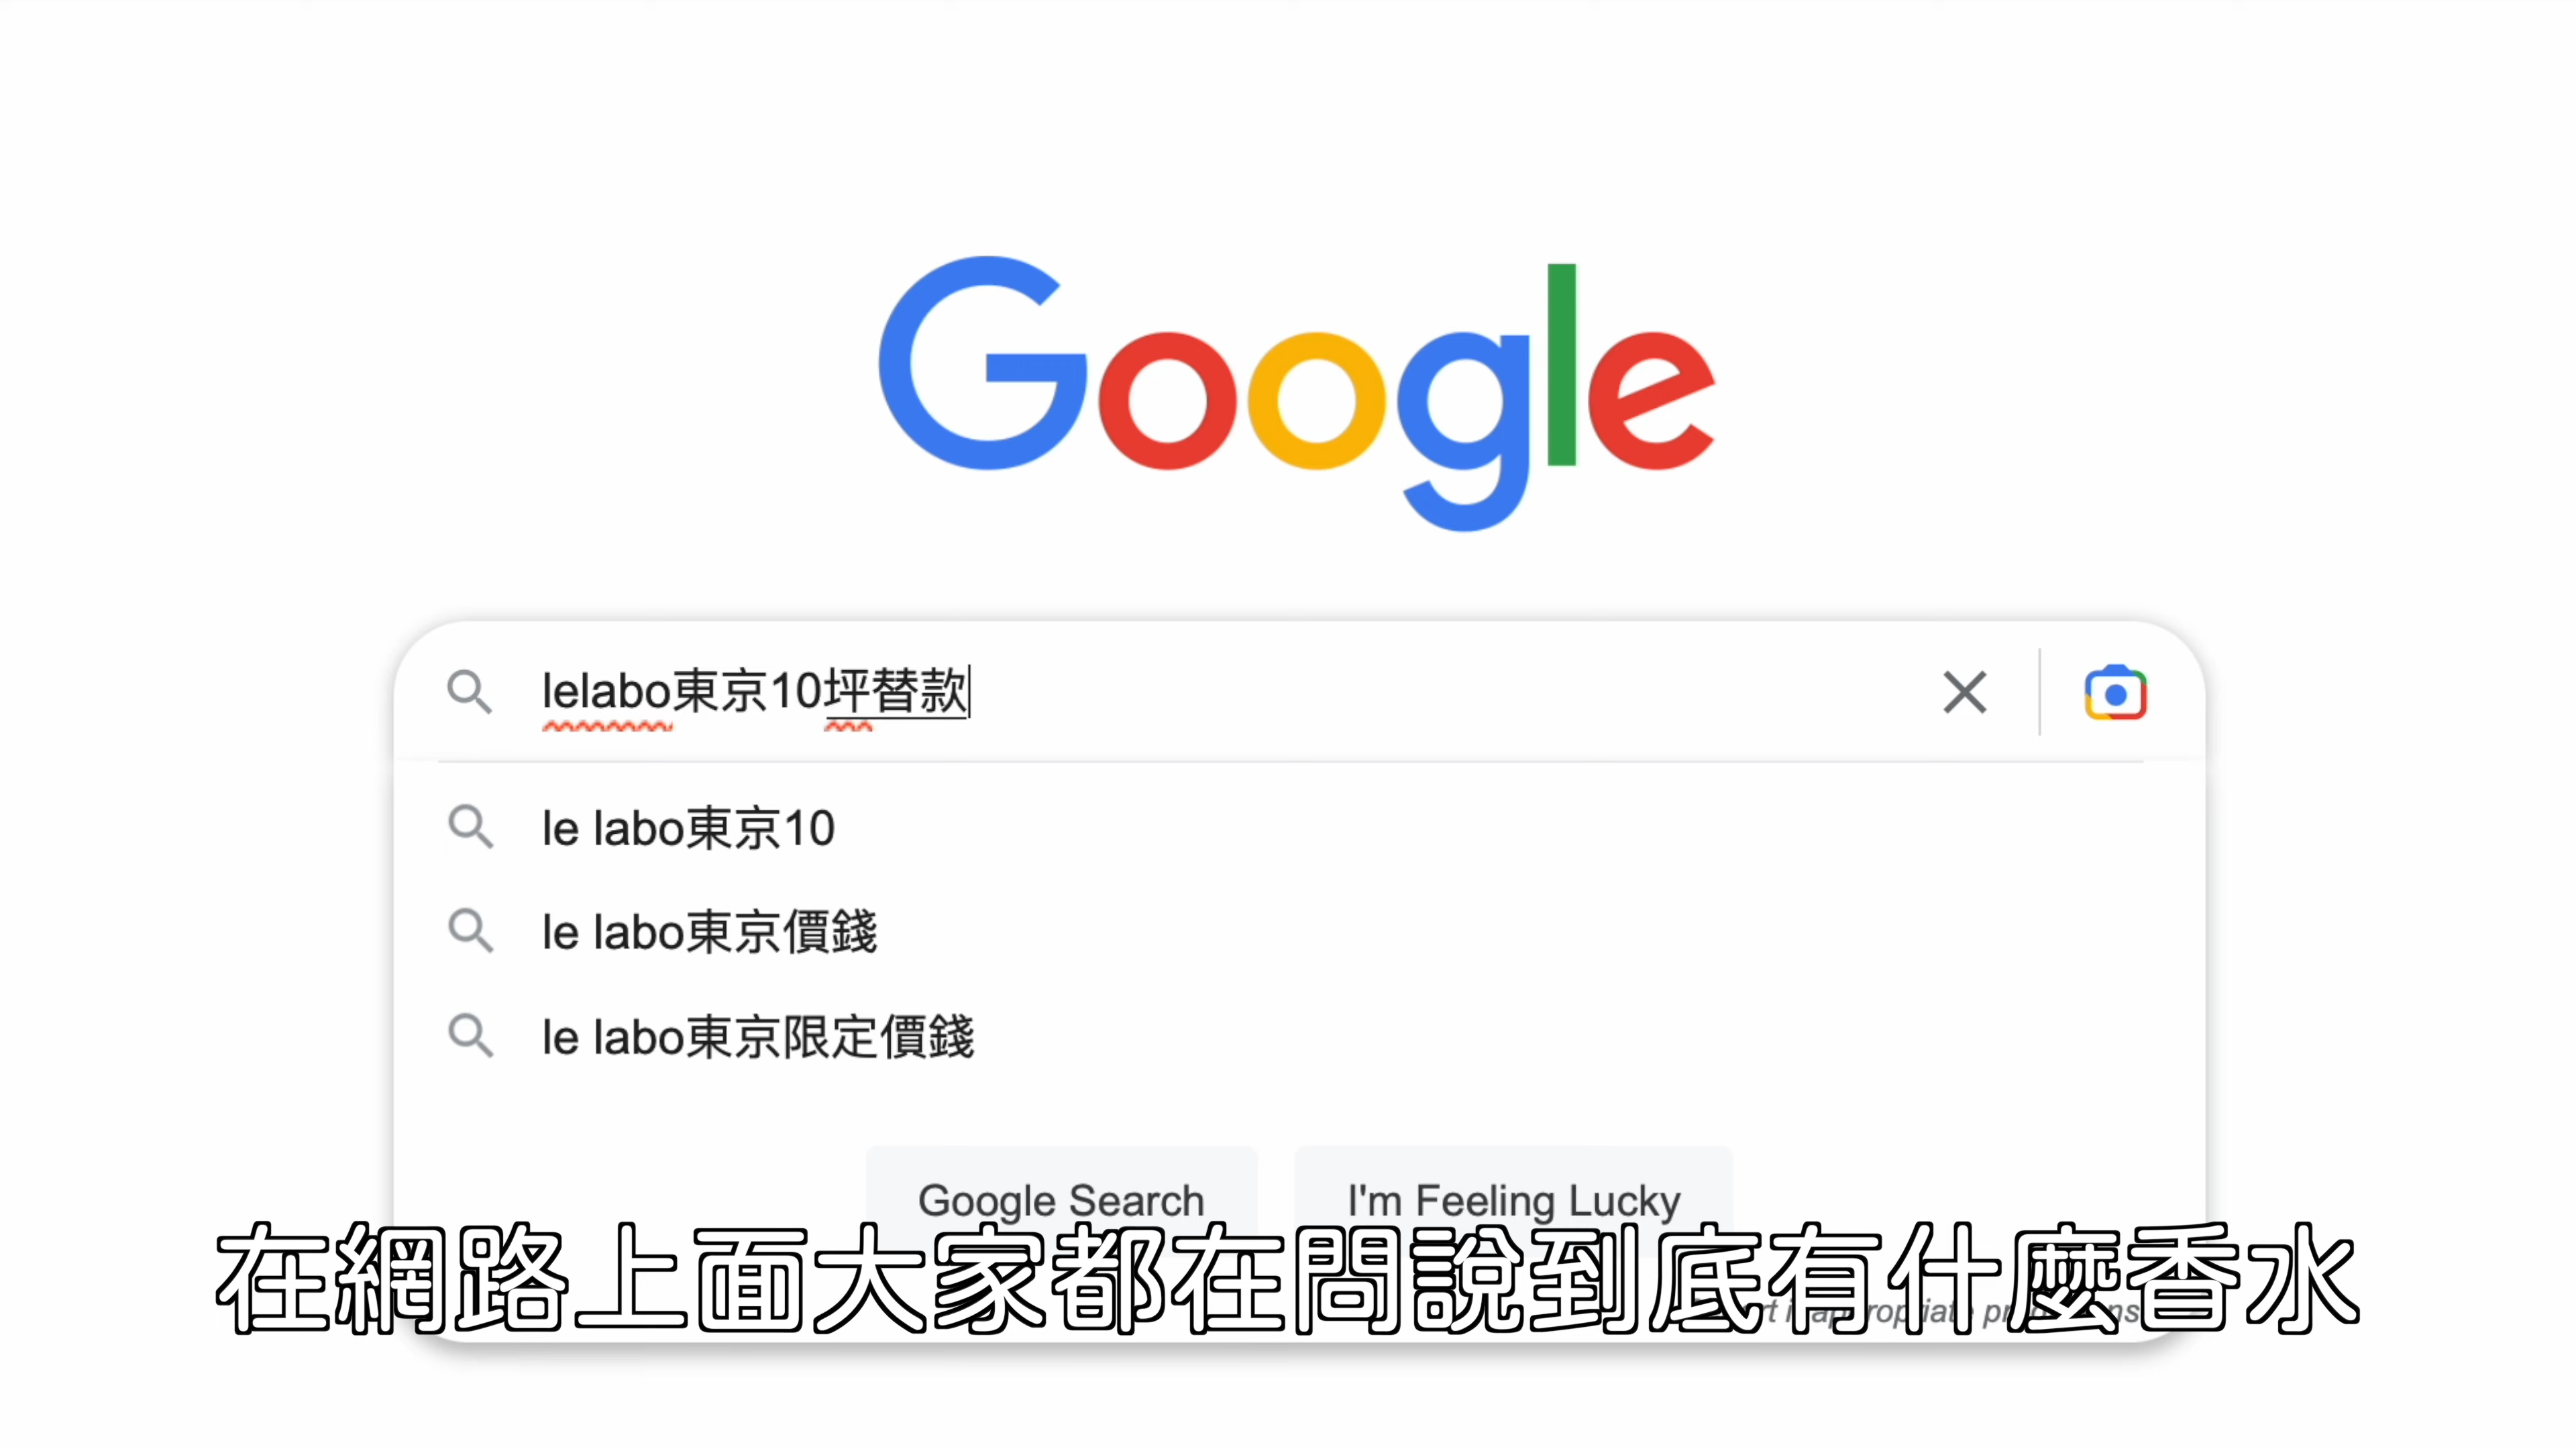 Google
lelabo東京10坪替款
le labo東京10
le labo東京價錢
le labo東京限定價錢
Google Search
I'm Feeling Lucky
在網路上面大家都在問說到底有什麼香水